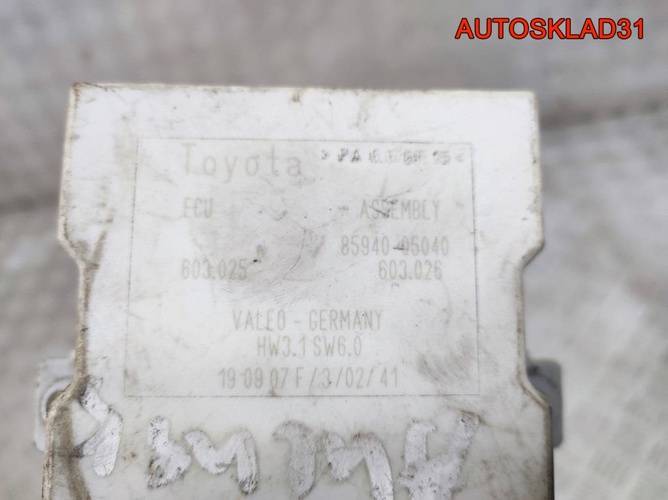 AUTOSKLAD31
Toyota
ECU - ASSEMBLY
85940-05040
603.025 603.026
VALEO - GERMANY
HW3.1 SW6.0
19 09 07 F/3/02/41